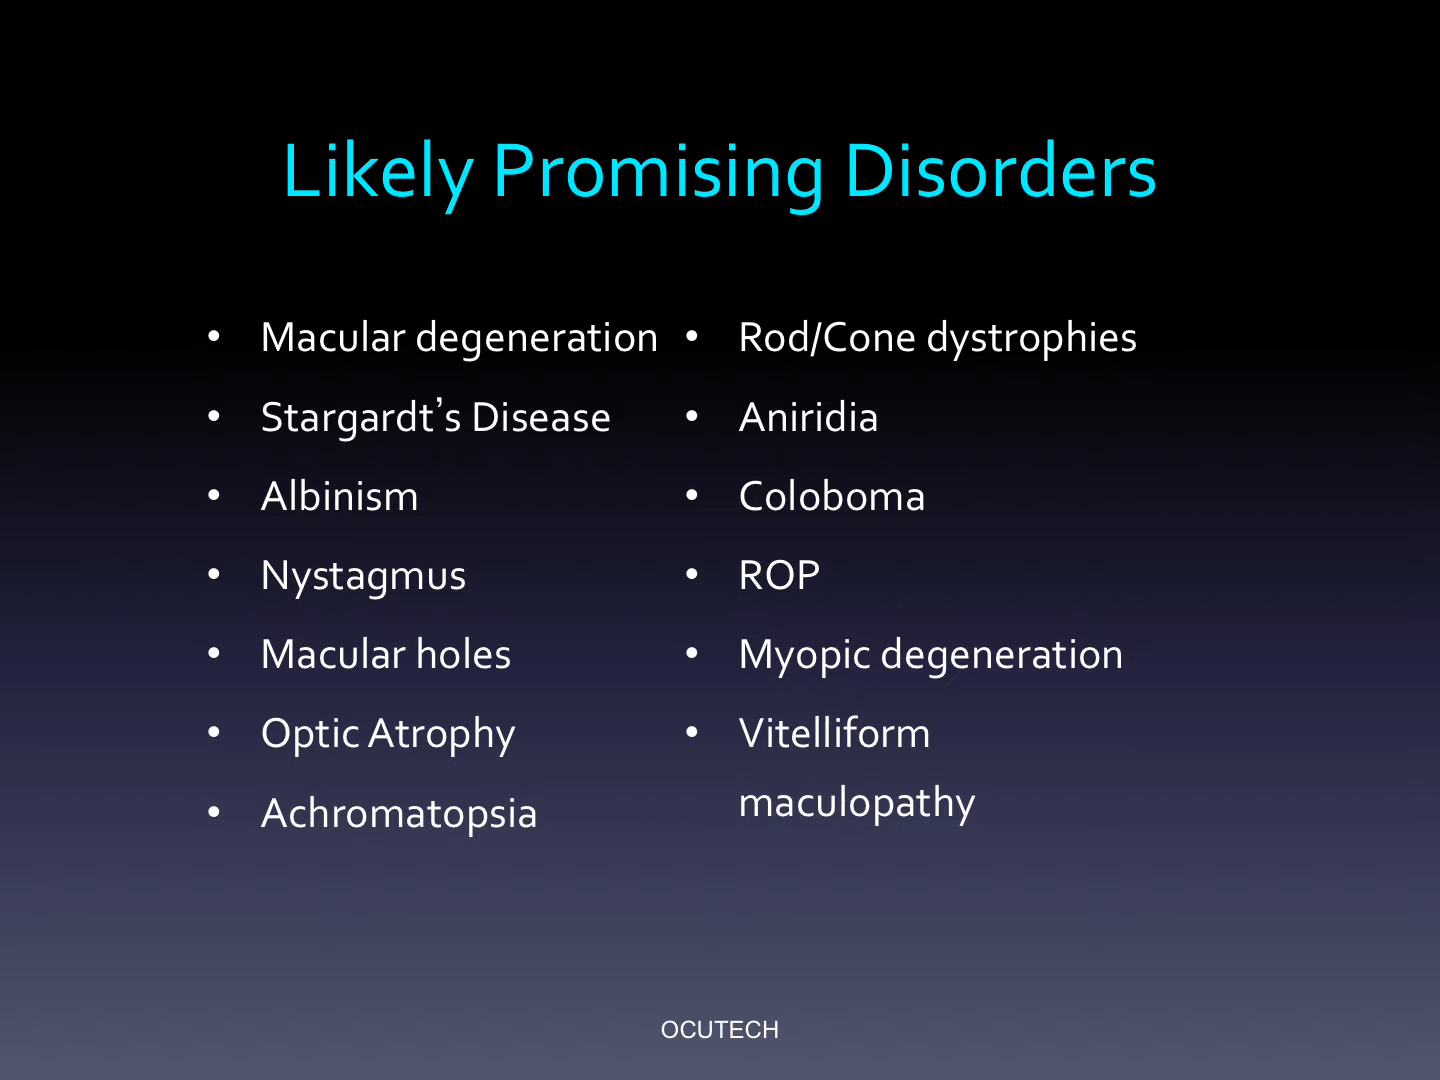 Likely Promising Disorders
• Macular degeneration
• Stargardt’s Disease
• Albinism
• Nystagmus
• Macular holes
• Optic Atrophy
• Achromatopsia
• Rod/Cone dystrophies
• Aniridia
• Coloboma
• ROP
• Myopic degeneration
• Vitelliform
maculopathy
OCUTECH